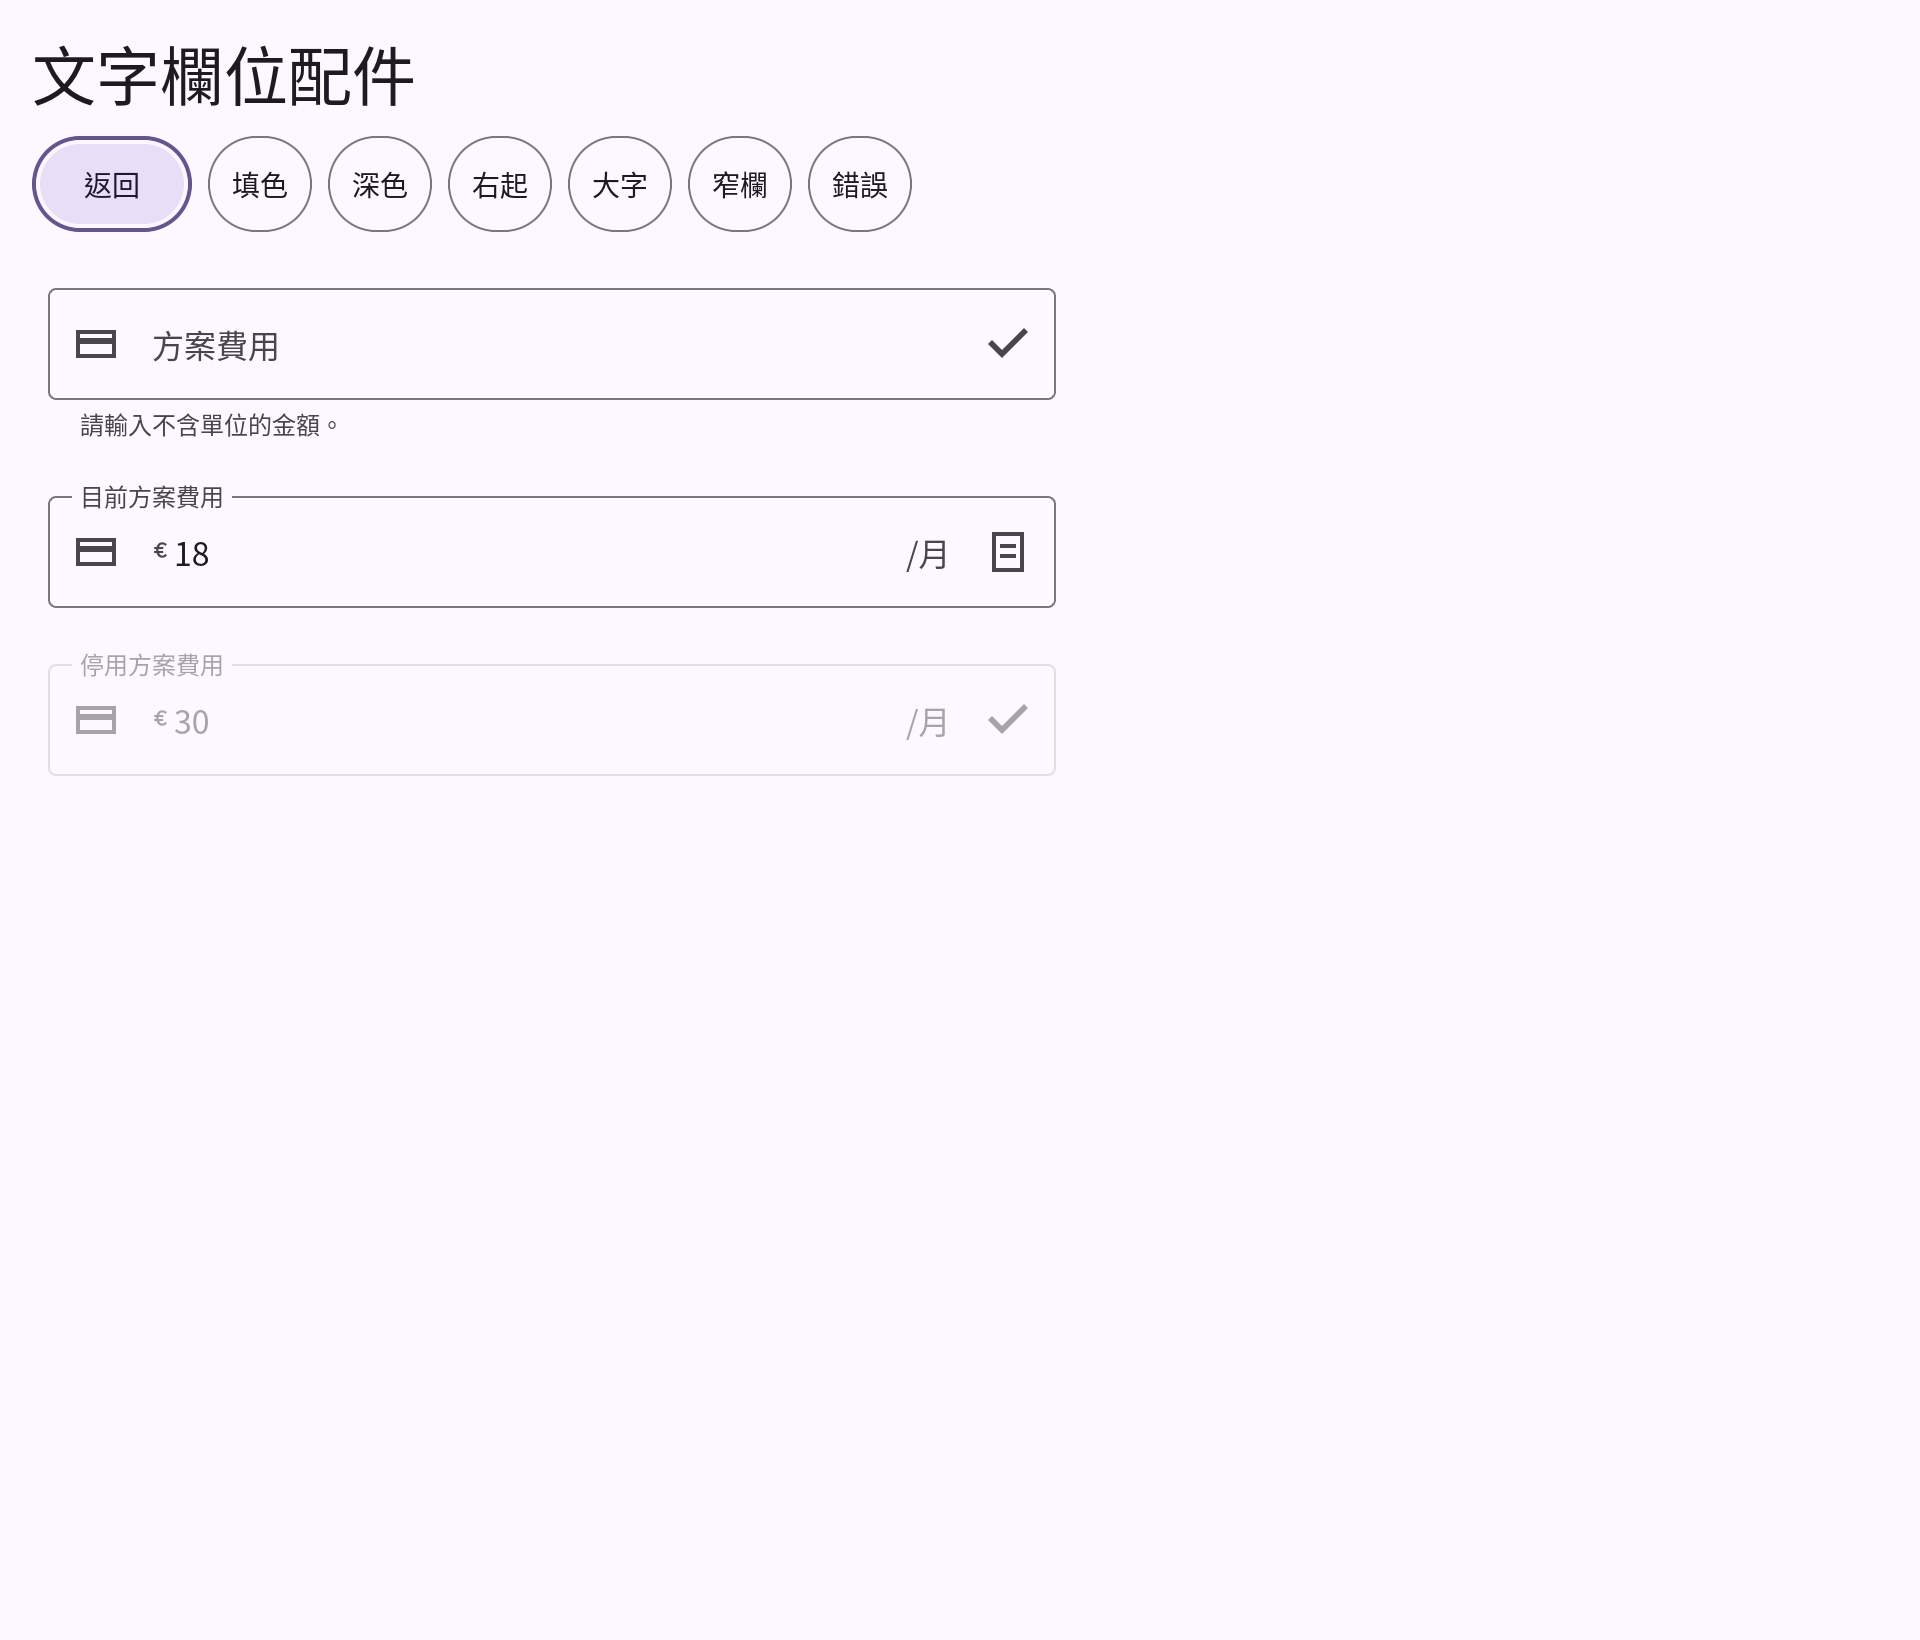 文字欄位配件
返回 填色 深色 右起 大字 窄欄 錯誤
方案費用
請輸入不含單位的金額。
目前方案費用
€ 18 /月
停用方案費用
€ 30 /月